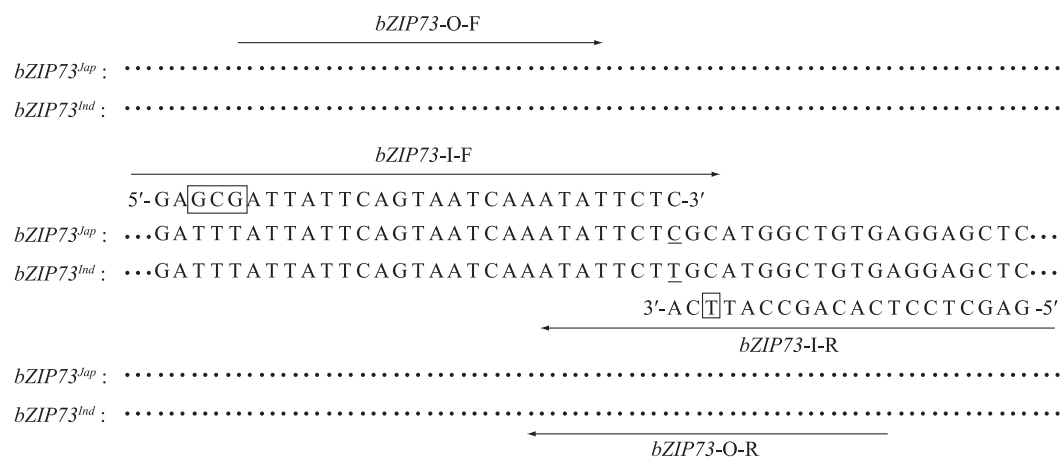 bZIP73-O-F
bZIP73Jap :
bZIP73Ind :
bZIP73-I-F
5′-GAGCGATTATTCAGTAATCAAATATTCTC-3′
bZIP73Jap : ···GATTTATTATTCAGTAATCAAATATTCTCGCATGGCTGTGAGGAGCTC···
bZIP73Ind : ···GATTTATTATTCAGTAATCAAATATTCTTGCATGGCTGTGAGGAGCTC···
3′-ACTTACCGACACTCCTCGAG-5′
bZIP73-I-R
bZIP73Jap :
bZIP73Ind :
bZIP73-O-R